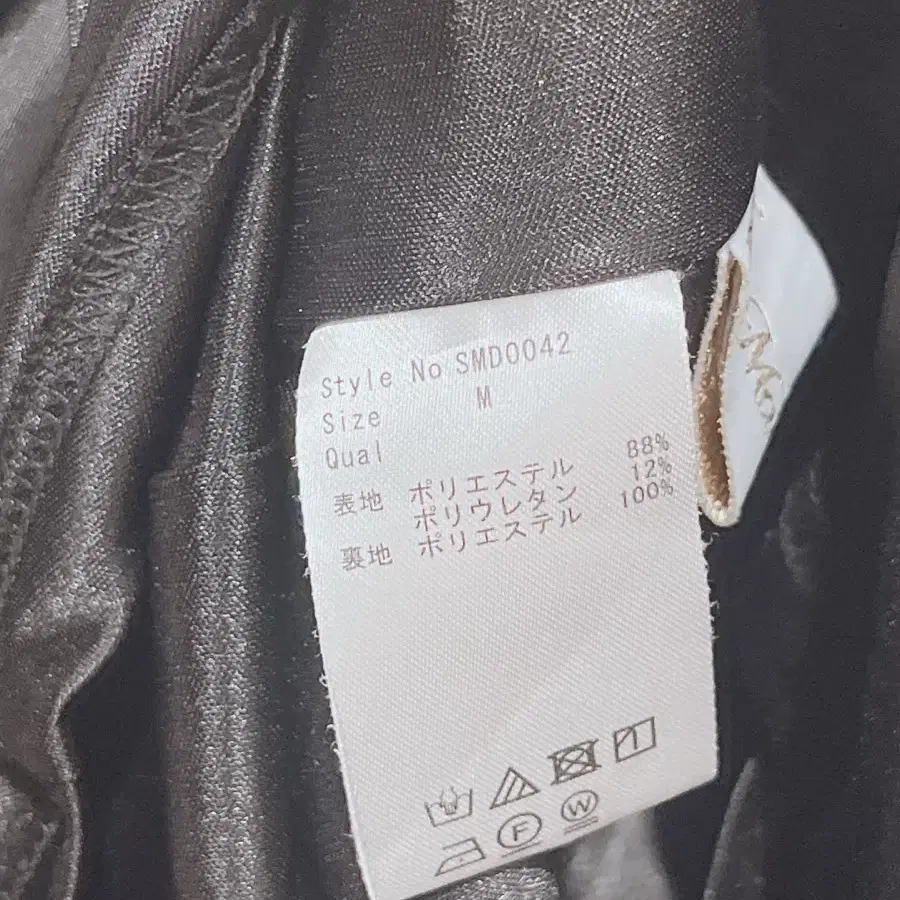 Style No SMD0042
Size M
Qual
表地 ポリエステル 88%
ポリウレタン 12%
裏地 ポリエステル 100%
F W